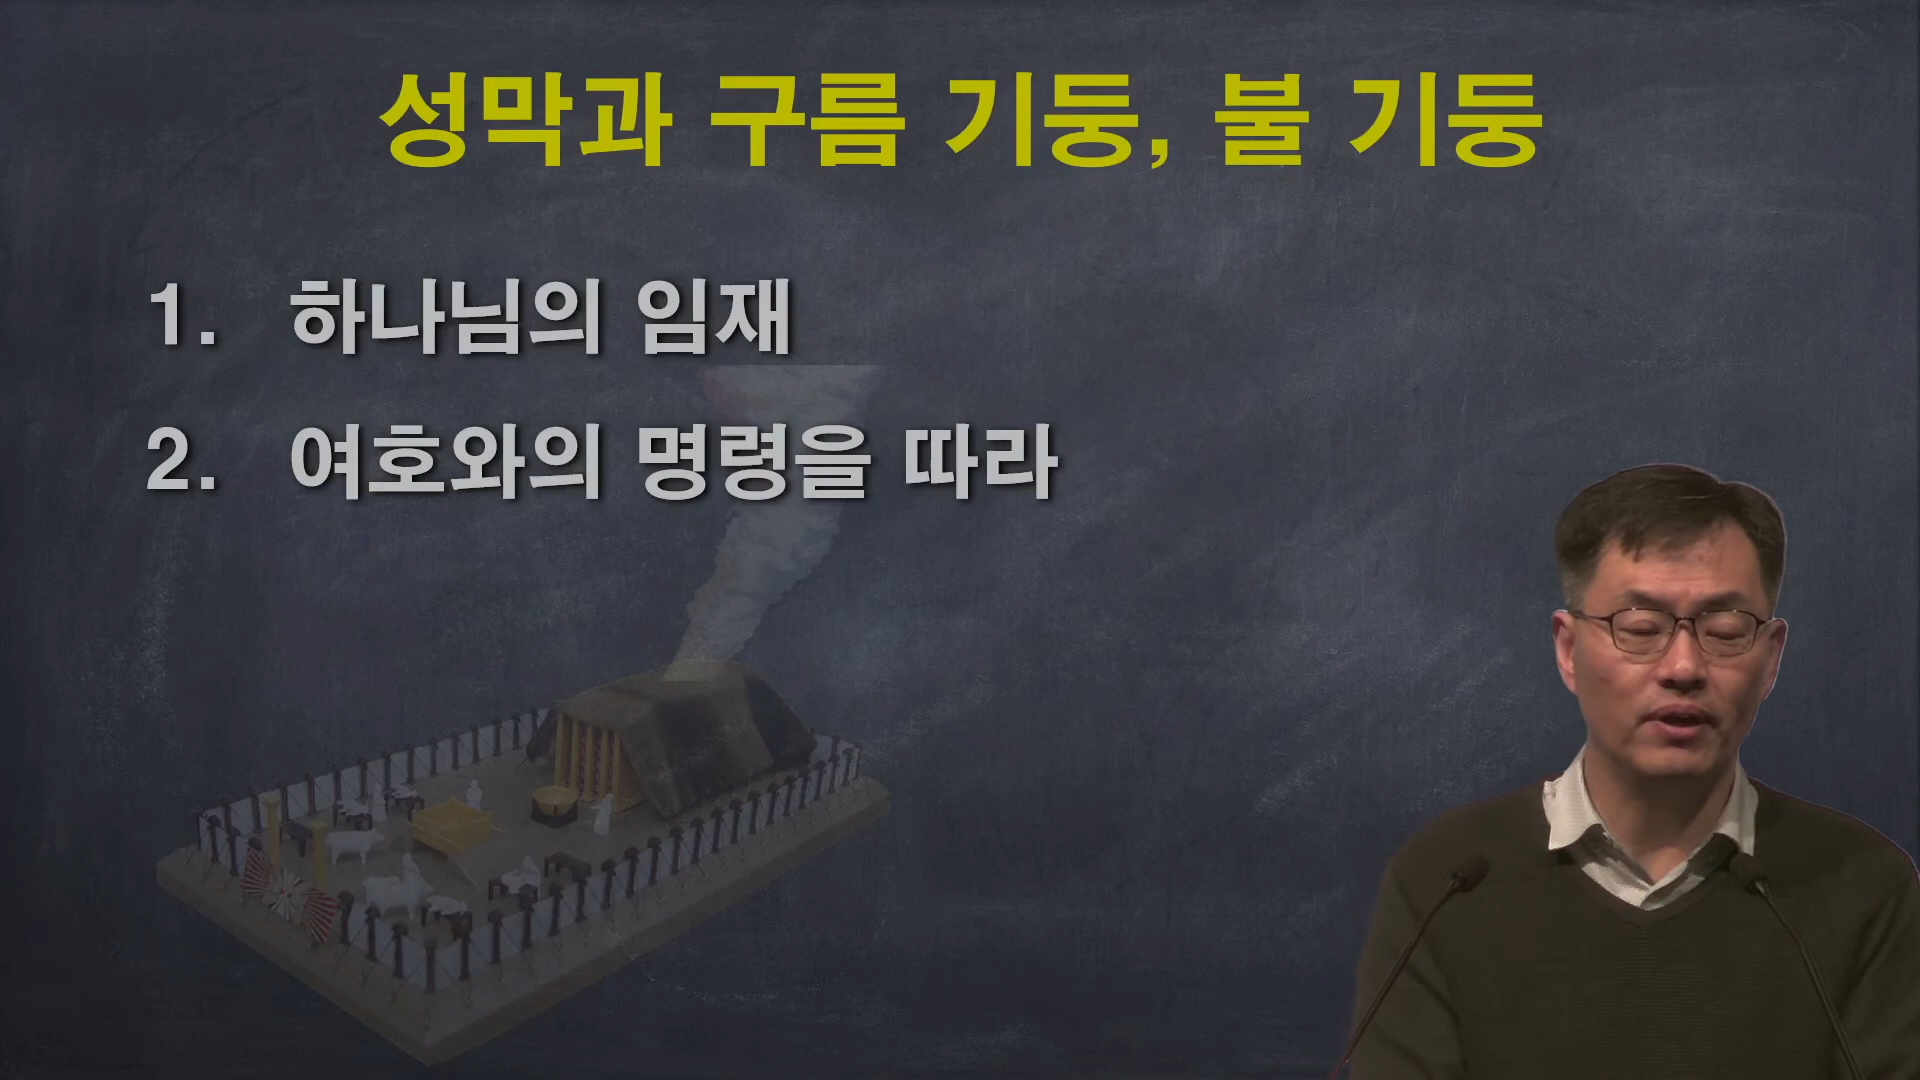 성막과 구름 기둥, 불 기둥
1. 하나님의 임재
2. 여호와의 명령을 따라